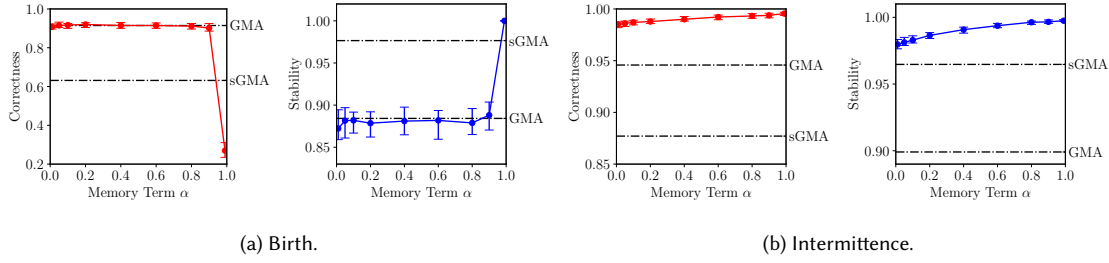 1.0
0.8
0.6
0.4
0.2
Correctness
GMA
sGMA
0.0 0.2 0.4 0.6 0.8 1.0
Memory Term α
1.00
0.95
0.90
0.85
Stability
sGMA
GMA
0.0 0.2 0.4 0.6 0.8 1.0
Memory Term α
(a) Birth.
1.00
0.95
0.90
0.85
Correctness
GMA
sGMA
0.0 0.2 0.4 0.6 0.8 1.0
Memory Term α
1.00
0.95
0.90
Stability
sGMA
GMA
0.0 0.2 0.4 0.6 0.8 1.0
Memory Term α
(b) Intermittence.